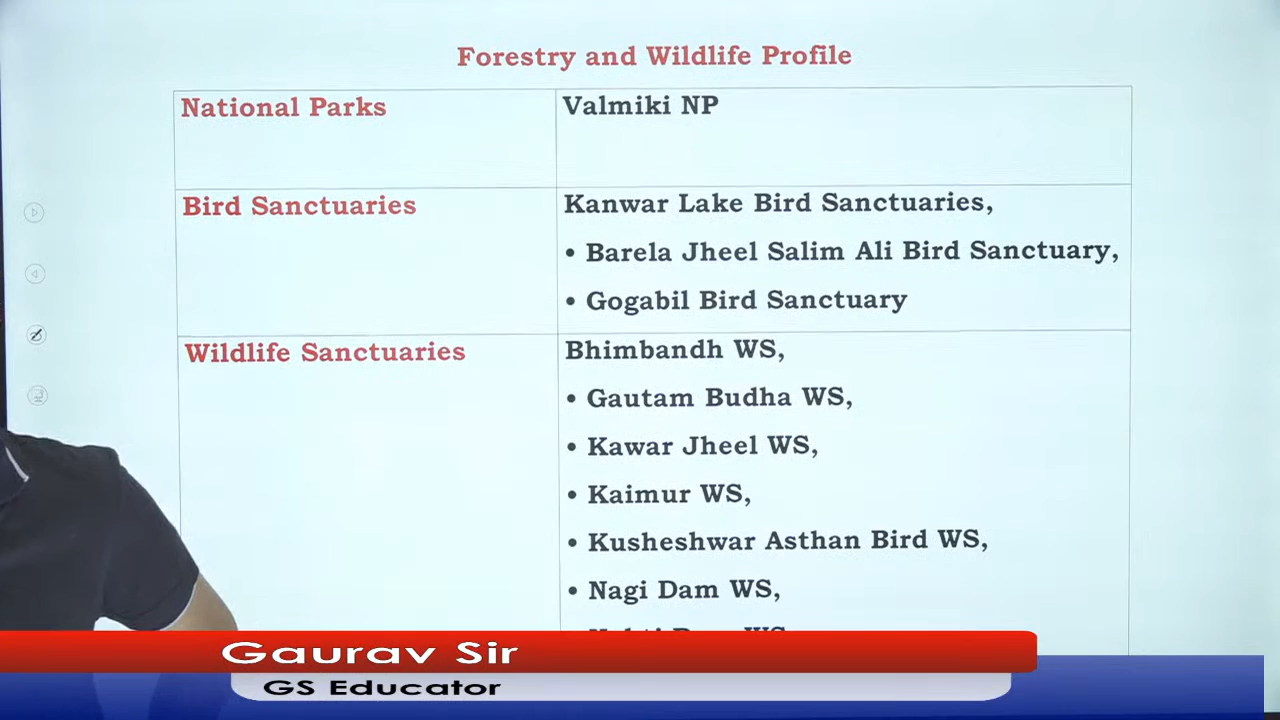 Forestry and Wildlife Profile
National Parks
Valmiki NP
Bird Sanctuaries
Kanwar Lake Bird Sanctuaries,
• Barela Jheel Salim Ali Bird Sanctuary,
• Gogabil Bird Sanctuary
Wildlife Sanctuaries
Bhimbandh WS,
• Gautam Budha WS,
• Kawar Jheel WS,
• Kaimur WS,
• Kusheshwar Asthan Bird WS,
• Nagi Dam WS,
Gaurav Sir
GS Educator